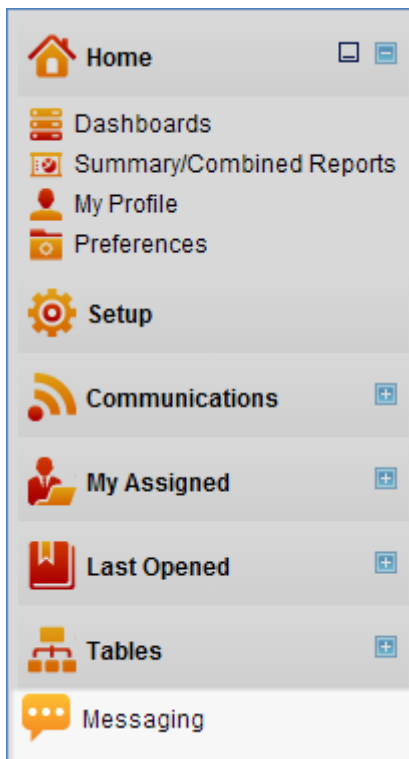 Home
Dashboards
Summary/Combined Reports
My Profile
Preferences
Setup
Communications
My Assigned
Last Opened
Tables
Messaging